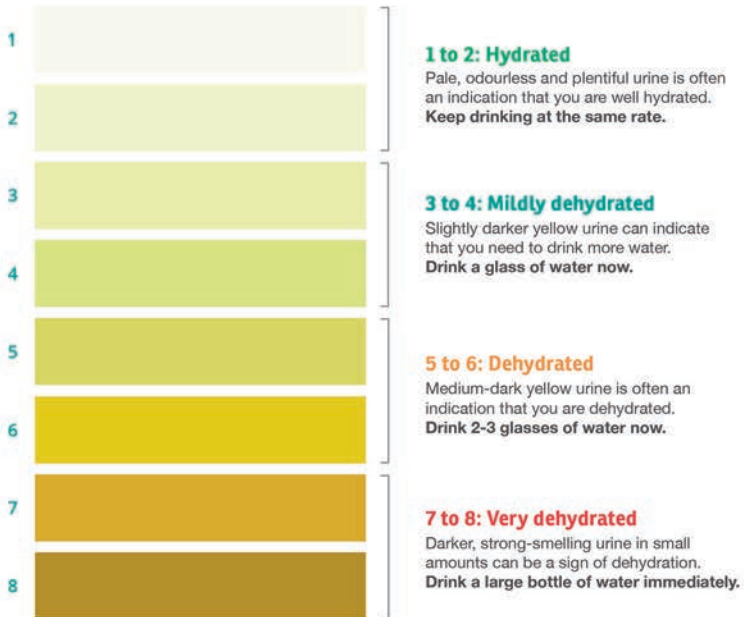 1
2
1 to 2: Hydrated
Pale, odourless and plentiful urine is often
an indication that you are well hydrated.
Keep drinking at the same rate.
3
4
3 to 4: Mildly dehydrated
Slightly darker yellow urine can indicate
that you need to drink more water.
Drink a glass of water now.
5
6
5 to 6: Dehydrated
Medium-dark yellow urine is often an
indication that you are dehydrated.
Drink 2-3 glasses of water now.
7
8
7 to 8: Very dehydrated
Darker, strong-smelling urine in small
amounts can be a sign of dehydration.
Drink a large bottle of water immediately.